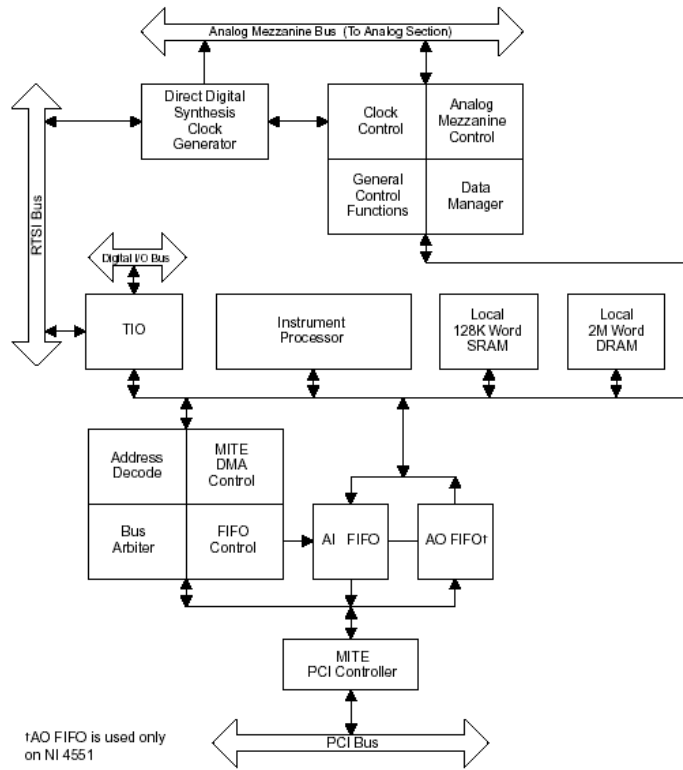 Analog Mezzanine Bus (To Analog Section)
Direct Digital
Synthesis
Clock
Generator
Clock
Control
Analog
Mezzanine
Control
General
Control
Functions
Data
Manager
RTSI Bus
Digital I/O Bus
TIO
Instrument
Processor
Local
128K Word
SRAM
Local
2M Word
DRAM
Address
Decode
MITE
DMA
Control
Bus
Arbiter
FIFO
Control
AI FIFO
AO FIFO†
MITE
PCI Controller
†AO FIFO is used only
on NI 4551
PCI Bus